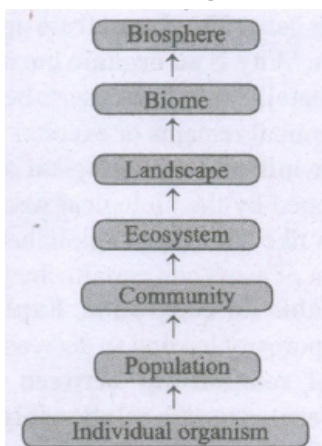 Biosphere
Biome
Landscape
Ecosystem
Community
Population
Individual organism